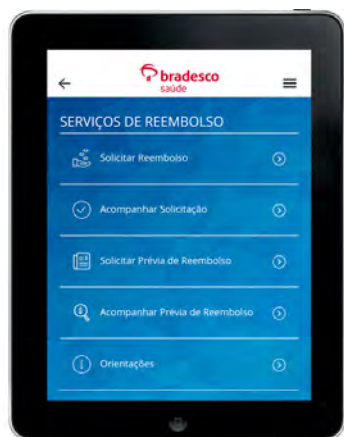 bradesco
saúde
SERVIÇOS DE REEMBOLSO
Solicitar Reembolso
Acompanhar Solicitação
Solicitar Prévia de Reembolso
Acompanhar Prévia de Reembolso
Orientações